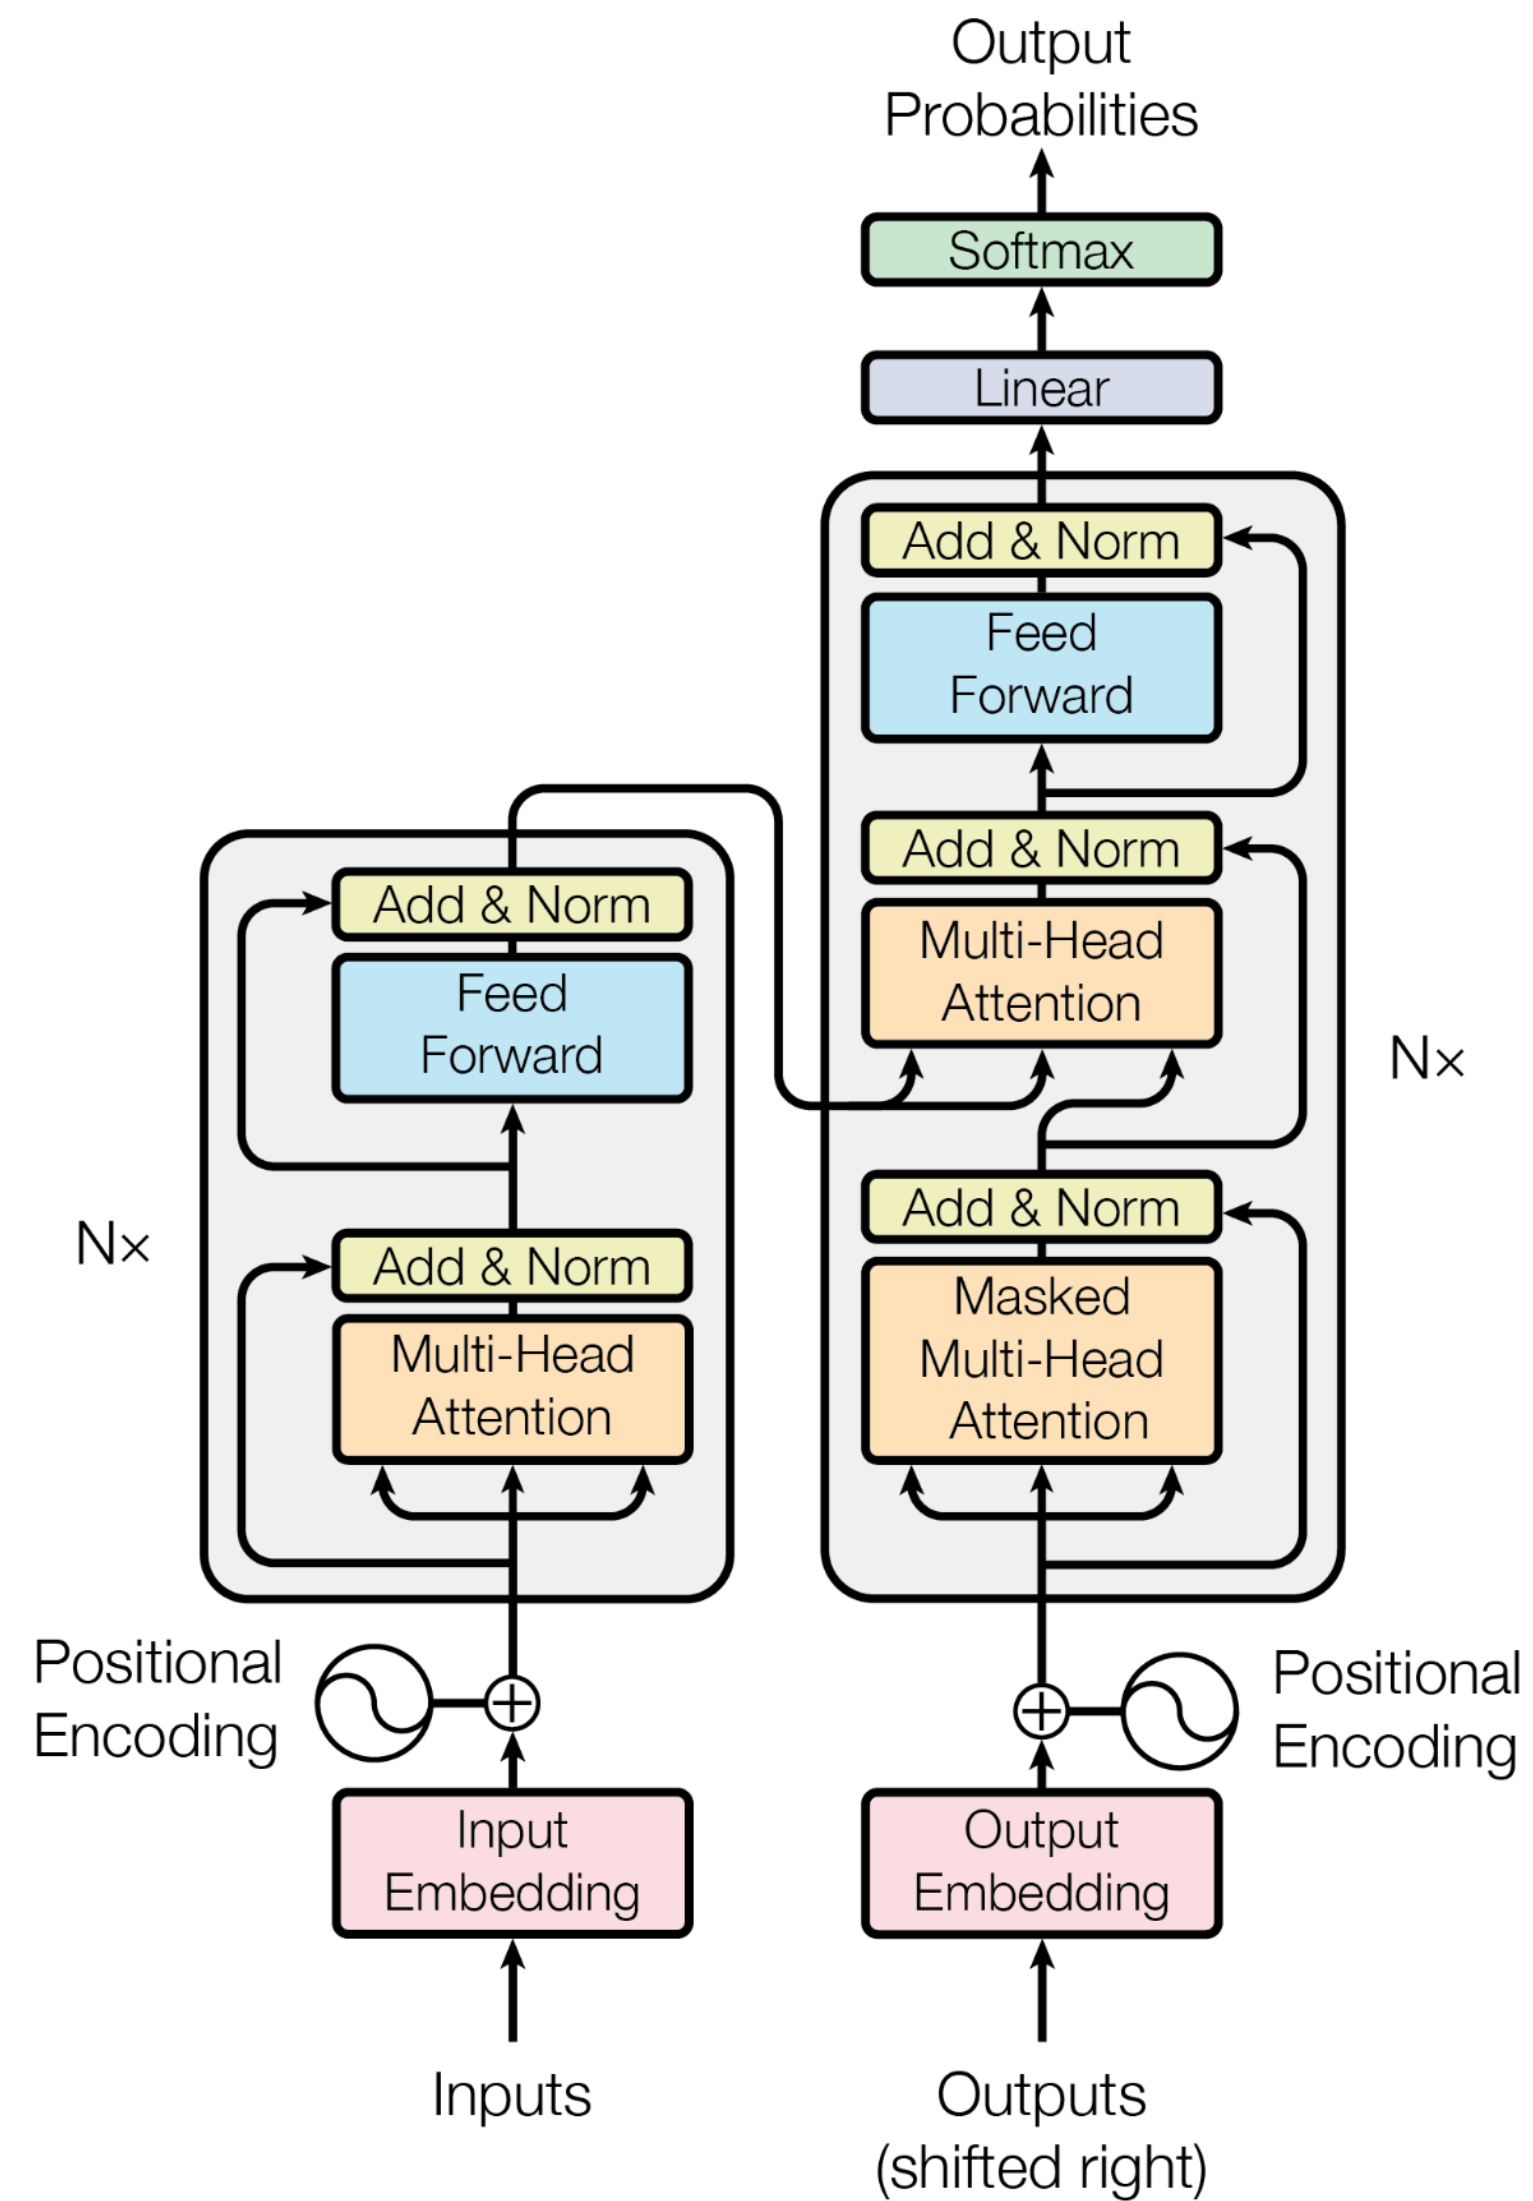 Output
Probabilities
Softmax
Linear
Add & Norm
Feed
Forward
Add & Norm
Multi-Head
Attention
Add & Norm
Masked
Multi-Head
Attention
N×
Add & Norm
Feed
Forward
Add & Norm
Multi-Head
Attention
N×
Positional
Encoding
Positional
Encoding
Input
Embedding
Output
Embedding
Inputs
Outputs
(shifted right)